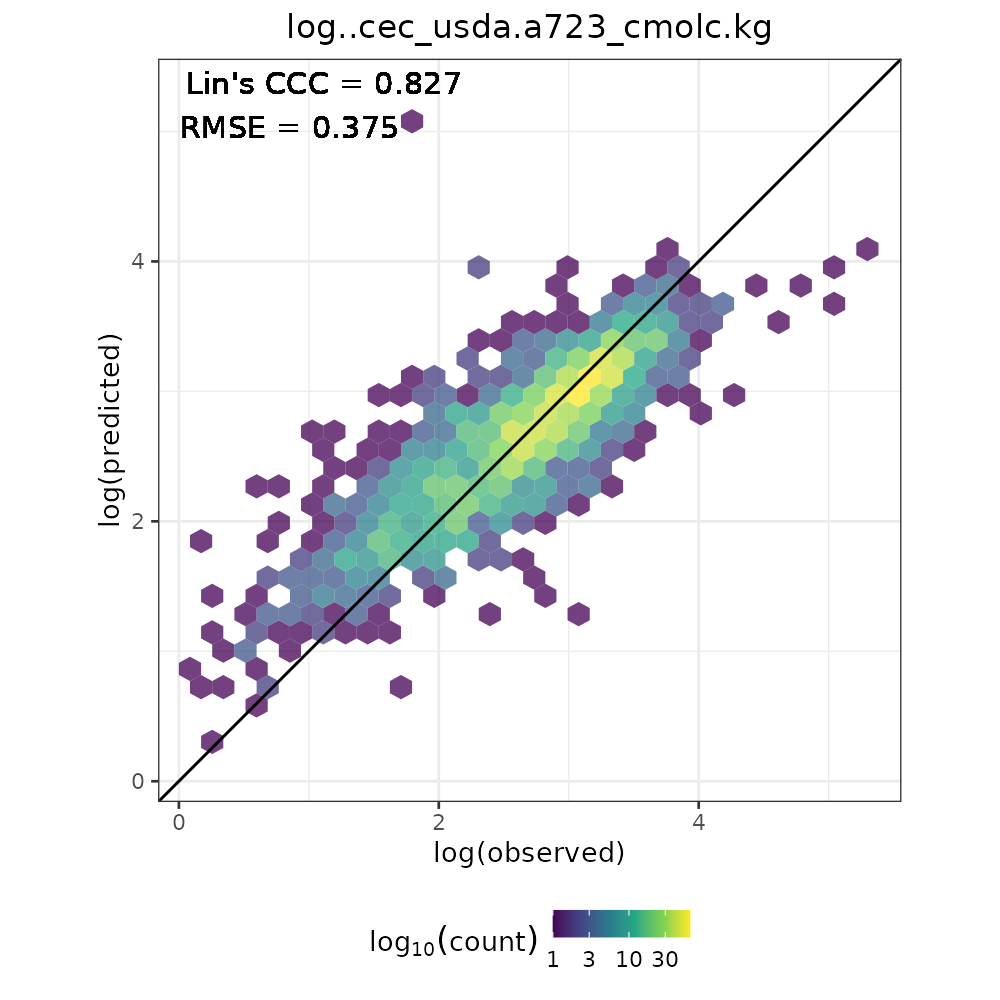 log..cec_usda.a723_cmolc.kg
Lin's CCC = 0.827
RMSE = 0.375
log(predicted)
4
2
0
0 2 4
log(observed)
log10(count)
1 3 10 30